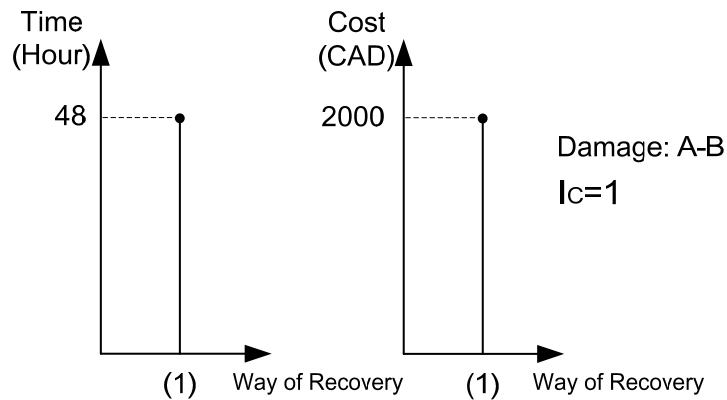 Time
(Hour)
48
(1)
Way of Recovery
Cost
(CAD)
2000
(1)
Way of Recovery
Damage: A-B
Ic=1